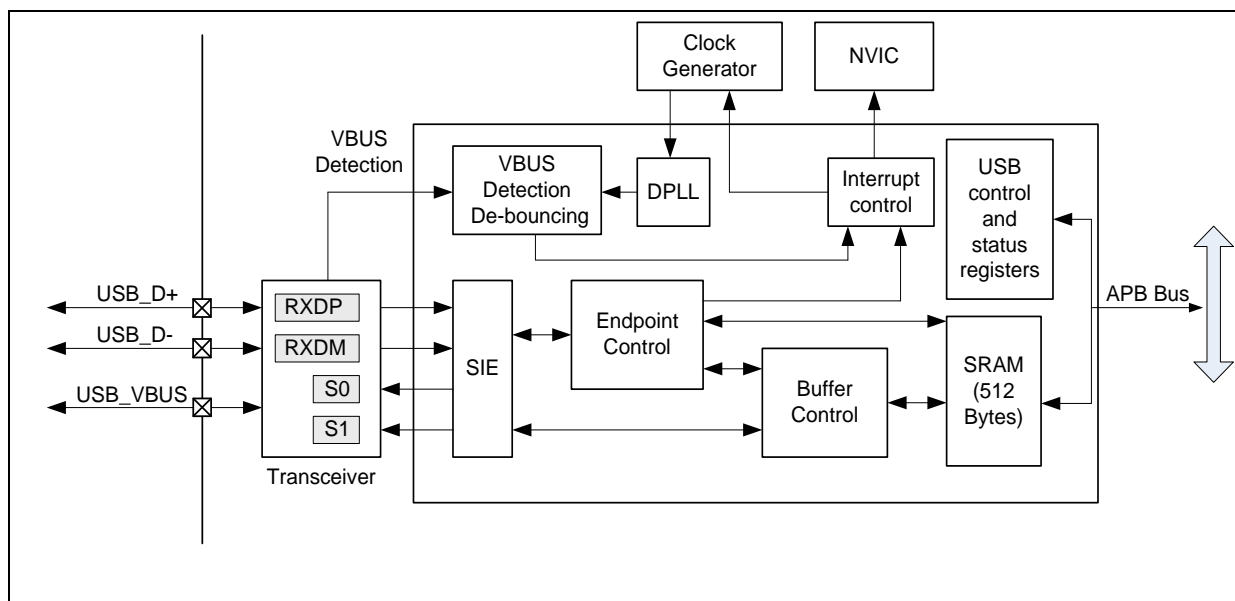 Clock
Generator
NVIC
VBUS
Detection
VBUS
Detection
De-bouncing
DPLL
Interrupt
control
USB
control
and
status
registers
USB_D+
USB_D-
USB_VBUS
RXDP
RXDM
S0
S1
Transceiver
SIE
Endpoint
Control
Buffer
Control
SRAM
(512
Bytes)
APB Bus